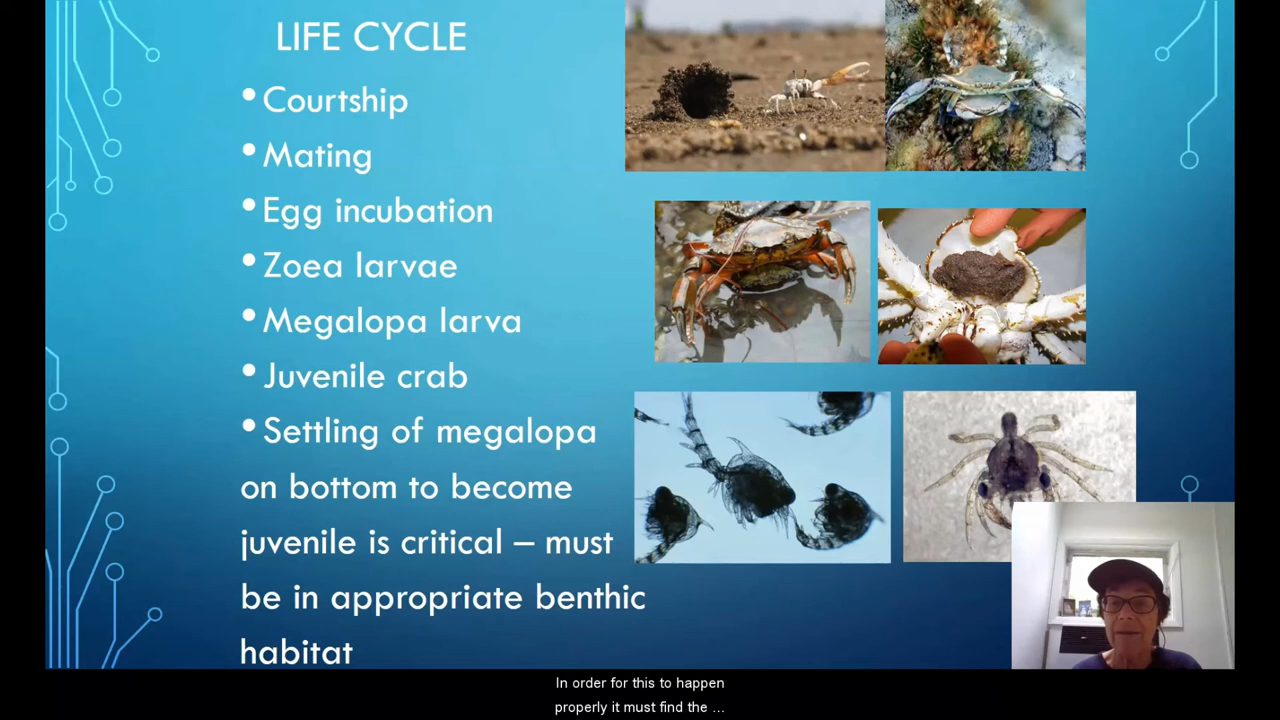 LIFE CYCLE
• Courtship
• Mating
• Egg incubation
• Zoea larvae
• Megalopa larva
• Juvenile crab
• Settling of megalopa
on bottom to become
juvenile is critical – must
be in appropriate benthic
habitat
In order for this to happen
properly it must find the ...